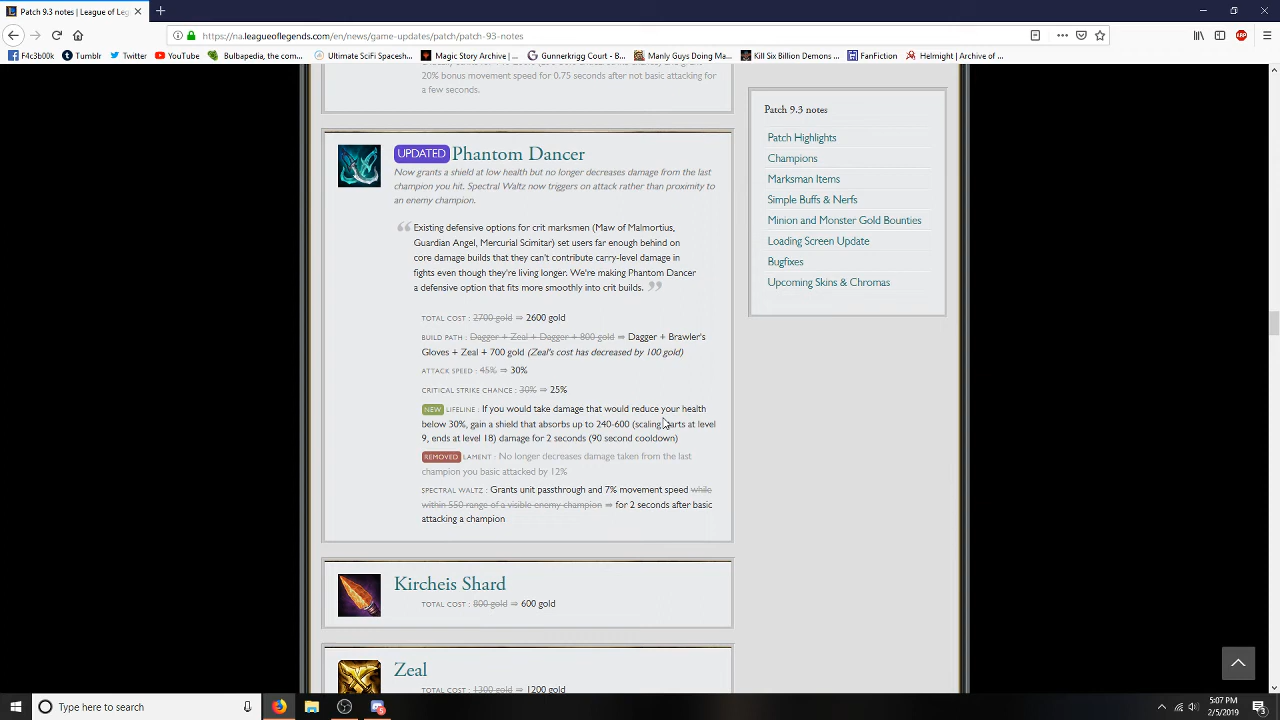 Patch 9.3 notes | League of Leg
https://na.leagueoflegends.com/en/news/game-updates/patch/patch-93-notes
F4c3b00k Tumblr Twitter YouTube Bulbapedia, the com... Ultimate SciFi Spacesh... Magic Story Archive |... Gunnerkrigg Court - B... Manly Guys Doing Ma... Kill Six Billion Demons ... FanFiction Helmight | Archive of ...
20% bonus movement speed for 0.75 seconds after not basic attacking for
a few seconds.
UPDATED Phantom Dancer
Now grants a shield at low health but no longer decreases damage from the last
champion you hit. Spectral Waltz now triggers on attack rather than proximity to
an enemy champion.
Existing defensive options for crit marksmen (Maw of Malmortius,
Guardian Angel, Mercurial Scimitar) set users far enough behind on
core damage builds that they can't contribute carry-level damage in
fights even though they're living longer. We're making Phantom Dancer
a defensive option that fits more smoothly into crit builds.
TOTAL COST : 2700 gold ⇒ 2600 gold
BUILD PATH : Dagger + Zeal + Dagger + 800 gold ⇒ Dagger + Brawler's
Gloves + Zeal + 700 gold (Zeal's cost has decreased by 100 gold)
ATTACK SPEED : 45% ⇒ 30%
CRITICAL STRIKE CHANCE : 30% ⇒ 25%
NEW LIFELINE : If you would take damage that would reduce your health
below 30%, gain a shield that absorbs up to 240-600 (scaling starts at level
9, ends at level 18) damage for 2 seconds (90 second cooldown)
REMOVED LAMENT : No longer decreases damage taken from the last
champion you basic attacked by 12%
SPECTRAL WALTZ : Grants unit passthrough and 7% movement speed while
within 550 range of a visible enemy champion ⇒ for 2 seconds after basic
attacking a champion
Kircheis Shard
TOTAL COST : 800 gold ⇒ 600 gold
Zeal
TOTAL COST : 1300 gold ⇒ 1200 gold
Patch 9.3 notes
Patch Highlights
Champions
Marksman Items
Simple Buffs & Nerfs
Minion and Monster Gold Bounties
Loading Screen Update
Bugfixes
Upcoming Skins & Chromas
Type here to search
5:07 PM
2/5/2019